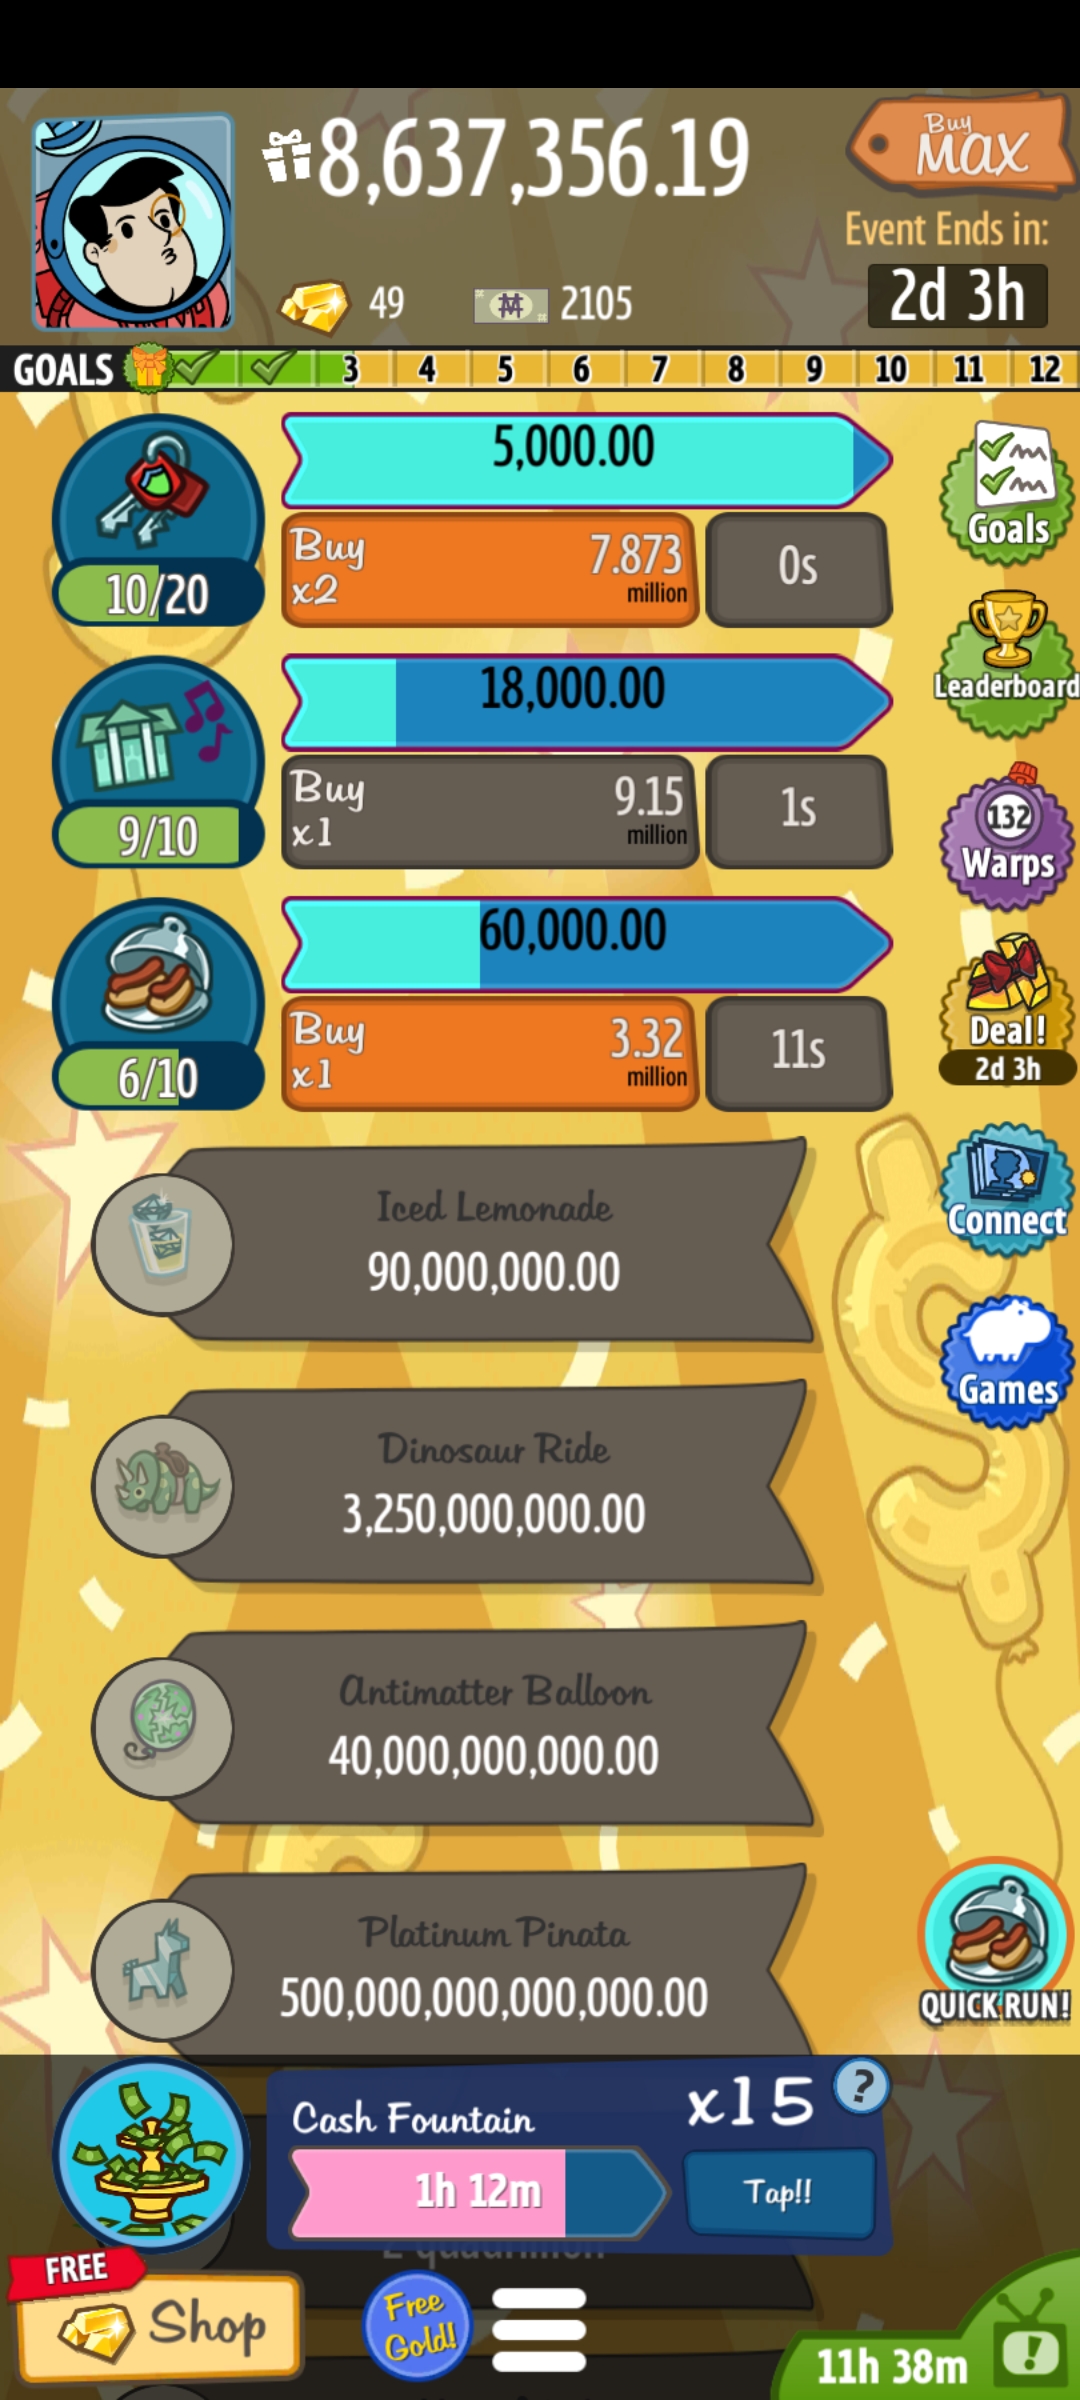 8,637,356.19
Buy
MAX
Event Ends in:
49
2105
2d 3h
GOALS
3 4 5 6 7 8 9 10 11 12
5,000.00
Buy
x2
7.873
million
0s
10/20
Goals
18,000.00
Leaderboard
Buy
x1
9.15
million
1s
9/10
132
Warps
60,000.00
Buy
x1
3.32
million
11s
6/10
Deal!
2d 3h
Iced Lemonade
90,000,000.00
Connect
Games
Dinosaur Ride
3,250,000,000.00
Antimatter Balloon
40,000,000,000.00
Platinum Pinata
500,000,000,000,000.00
QUICK RUN!
Cash Fountain
x15
?
1h 12m
Tap!!
2 quadrillion
FREE
Shop
Free
Gold!
11h 38m
!